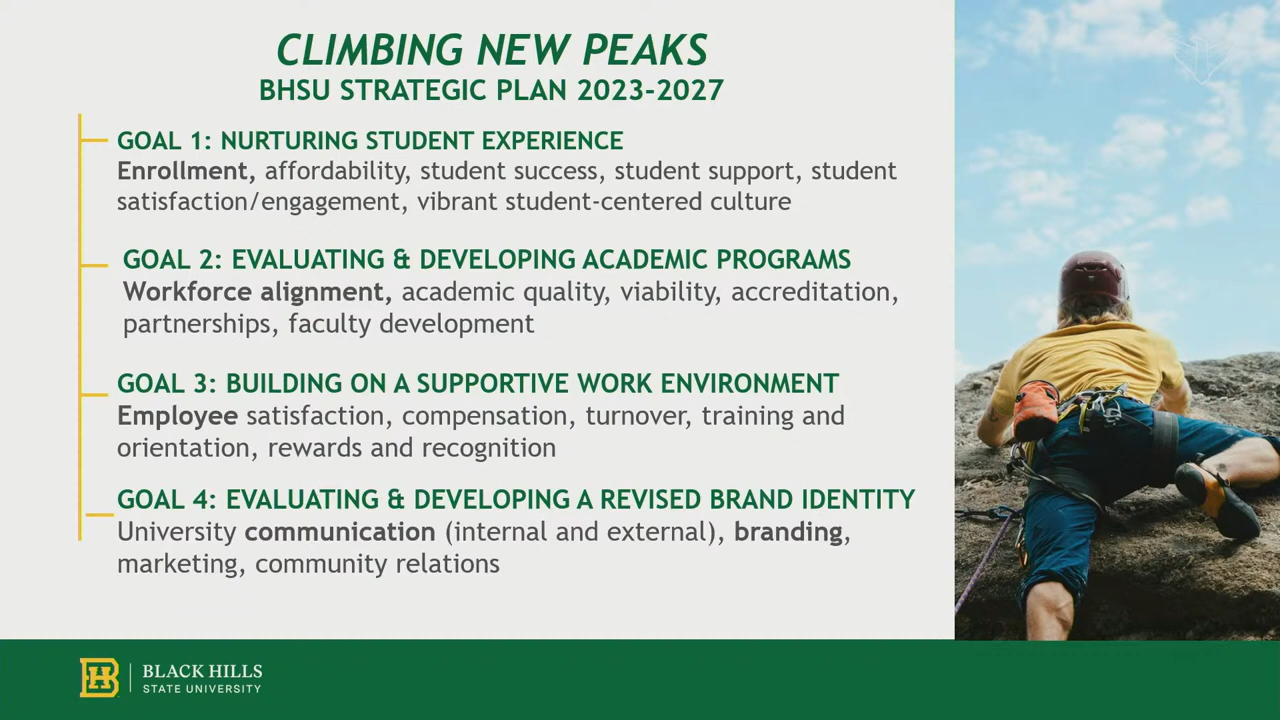 CLIMBING NEW PEAKS
BHSU STRATEGIC PLAN 2023-2027
GOAL 1: NURTURING STUDENT EXPERIENCE
Enrollment, affordability, student success, student support, student
satisfaction/engagement, vibrant student-centered culture
GOAL 2: EVALUATING & DEVELOPING ACADEMIC PROGRAMS
Workforce alignment, academic quality, viability, accreditation,
partnerships, faculty development
GOAL 3: BUILDING ON A SUPPORTIVE WORK ENVIRONMENT
Employee satisfaction, compensation, turnover, training and
orientation, rewards and recognition
GOAL 4: EVALUATING & DEVELOPING A REVISED BRAND IDENTITY
University communication (internal and external), branding,
marketing, community relations
BH
BLACK HILLS
STATE UNIVERSITY